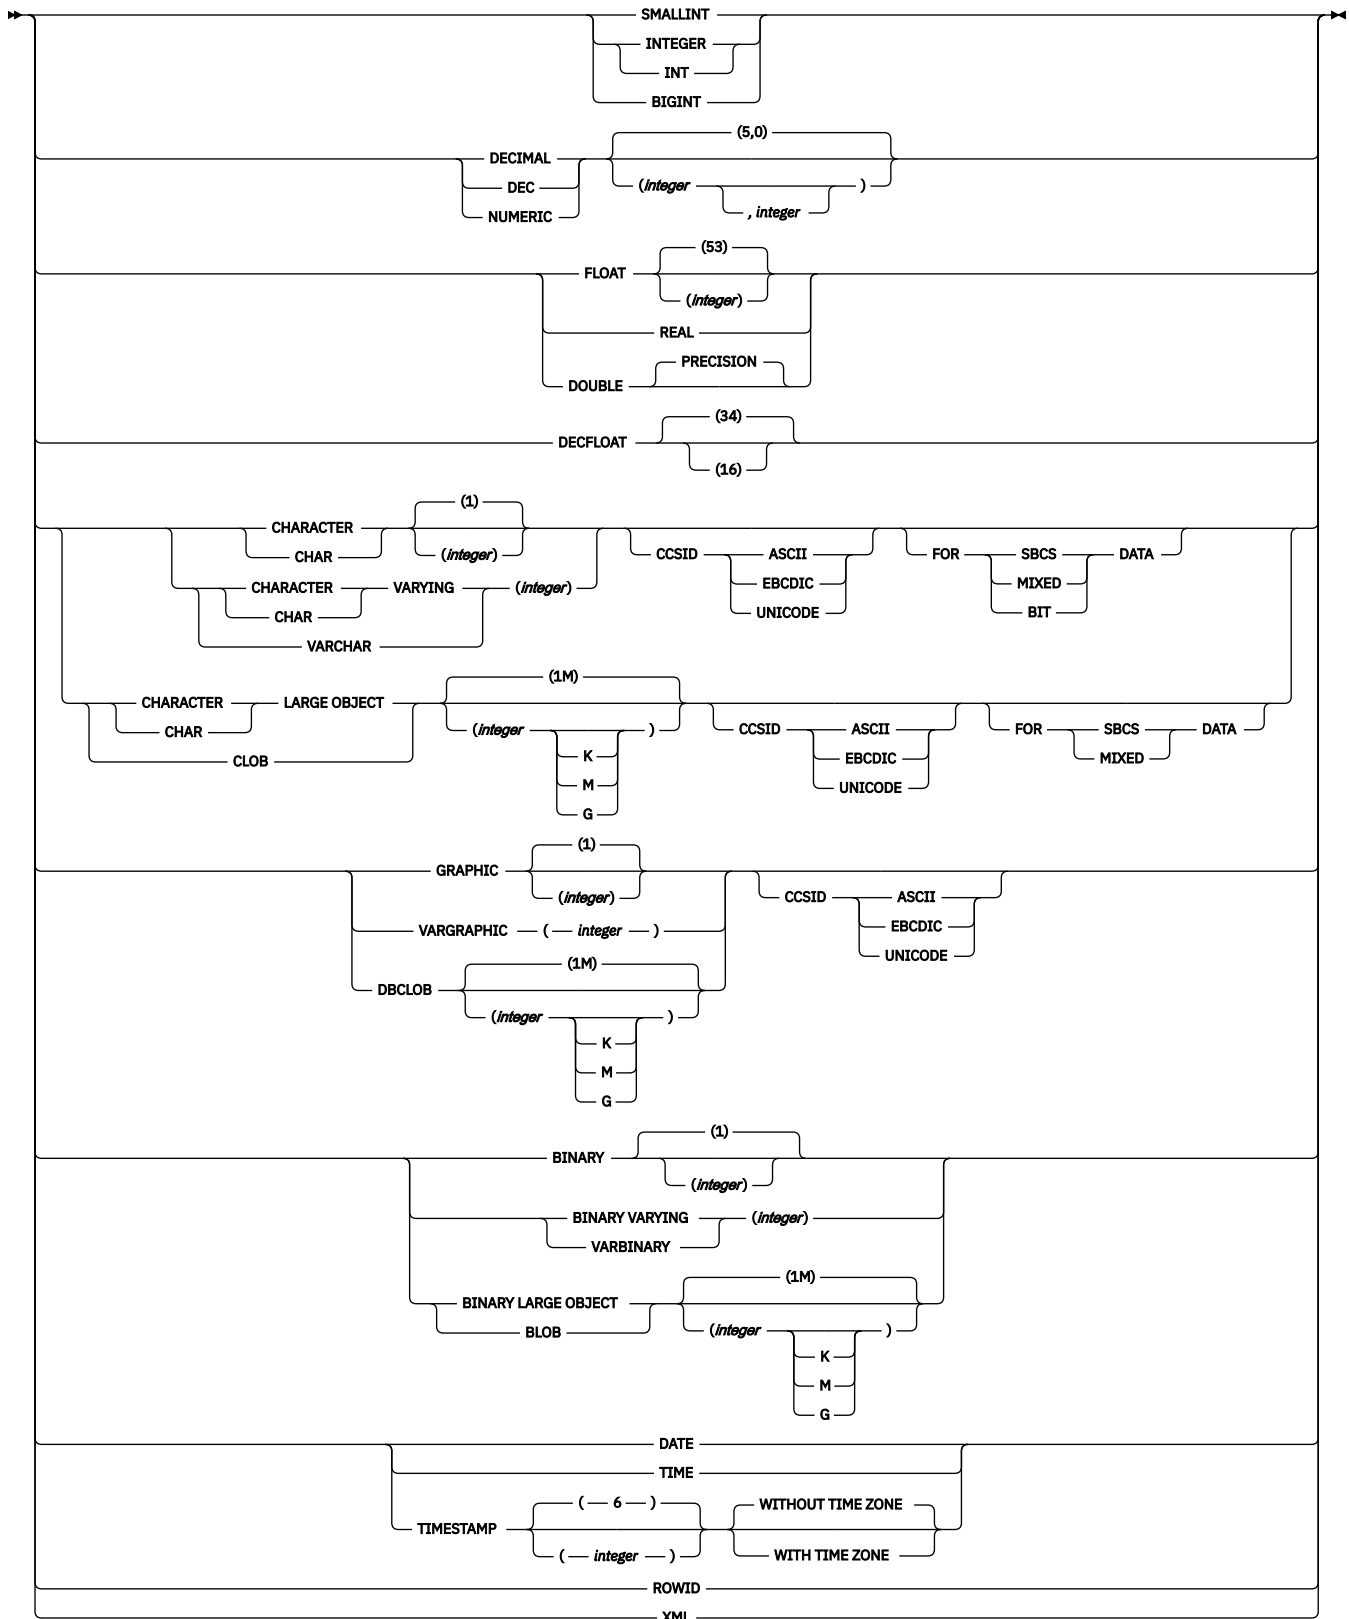 SMALLINT
INTEGER
INT
BIGINT
(5,0)
DECIMAL
DEC
(integer )
NUMERIC
, integer
(53)
FLOAT
(integer)
REAL
PRECISION
DOUBLE
(34)
DECFLOAT
(16)
(1)
CHARACTER
CHAR
(integer)
CCSID ASCII FOR SBCS DATA
EBCDIC MIXED
UNICODE BIT
CHARACTER VARYING (integer)
CHAR
VARCHAR
(1M)
CHARACTER LARGE OBJECT
CHAR
(integer )
CCSID ASCII FOR SBCS DATA
CLOB
K
EBCDIC MIXED
M
UNICODE
G
(1)
GRAPHIC
(integer)
CCSID ASCII
EBCDIC
UNICODE
VARGRAPHIC ( integer )
(1M)
DBCLOB
(integer )
K
M
G
(1)
BINARY
(integer)
BINARY VARYING (integer)
VARBINARY
(1M)
BINARY LARGE OBJECT
BLOB
(integer )
K
M
G
DATE
TIME
( 6 ) WITHOUT TIME ZONE
TIMESTAMP
( integer ) WITH TIME ZONE
ROWID
XML